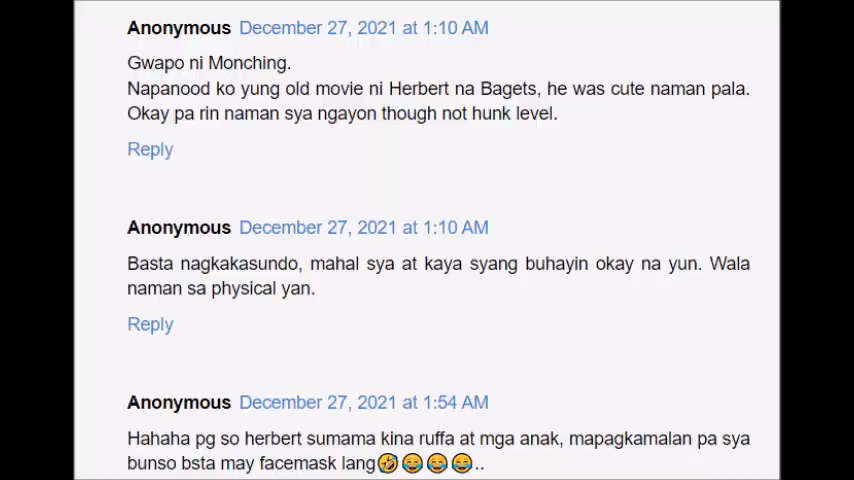 Anonymous December 27, 2021 at 1:10 AM
Gwapo ni Monching.
Napanood ko yung old movie ni Herbert na Bagets, he was cute naman pala.
Okay pa rin naman sya ngayon though not hunk level.
Reply
Anonymous December 27, 2021 at 1:10 AM
Basta nagkakasundo, mahal sya at kaya syang buhayin okay na yun. Wala
naman sa physical yan.
Reply
Anonymous December 27, 2021 at 1:54 AM
Hahaha pg so herbert sumama kina ruffa at mga anak, mapagkamalan pa sya
bunso bsta may facemask lang🤣😂😂😂..